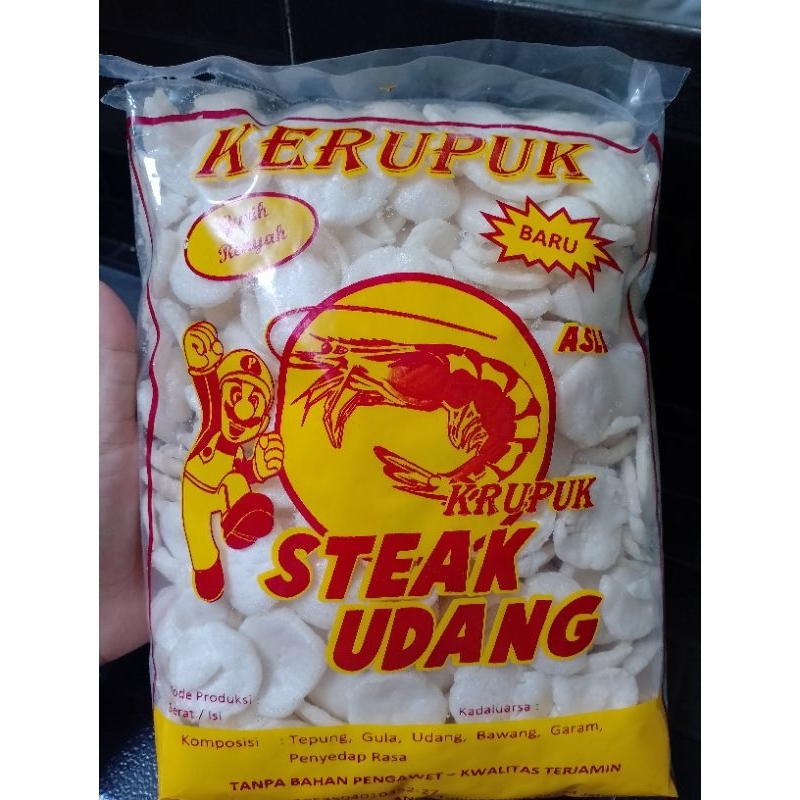 KERUPUK
Renyah
BARU
ASLI
P
KRUPUK
STEAK
UDANG
Kode Produksi :
Berat / Isi
Kadaluarsa :
Komposisi : Tepung, Gula, Udang, Bawang, Garam,
Penyedap Rasa
TANPA BAHAN PENGAWET – KWALITAS TERJAMIN